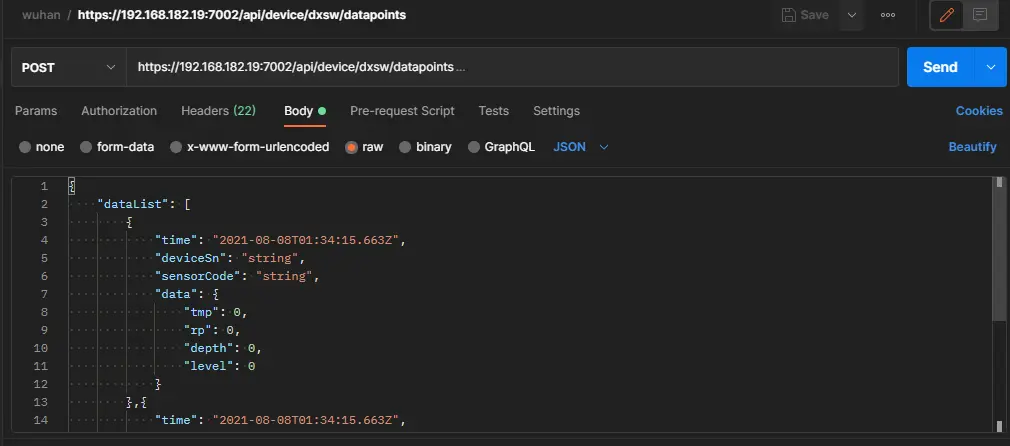 wuhan / https://192.168.182.19:7002/api/device/dxsw/datapoints Save
POST https://192.168.182.19:7002/api/device/dxsw/datapoints ... Send
Params Authorization Headers (22) Body Pre-request Script Tests Settings Cookies
none form-data x-www-form-urlencoded raw binary GraphQL JSON Beautify
1 {
2 "dataList": [
3 {
4 "time": "2021-08-08T01:34:15.663Z",
5 "deviceSn": "string",
6 "sensorCode": "string",
7 "data": {
8 "tmp": 0,
9 "rp": 0,
10 "depth": 0,
11 "level": 0
12 }
13 },{
14 "time": "2021-08-08T01:34:15.663Z",